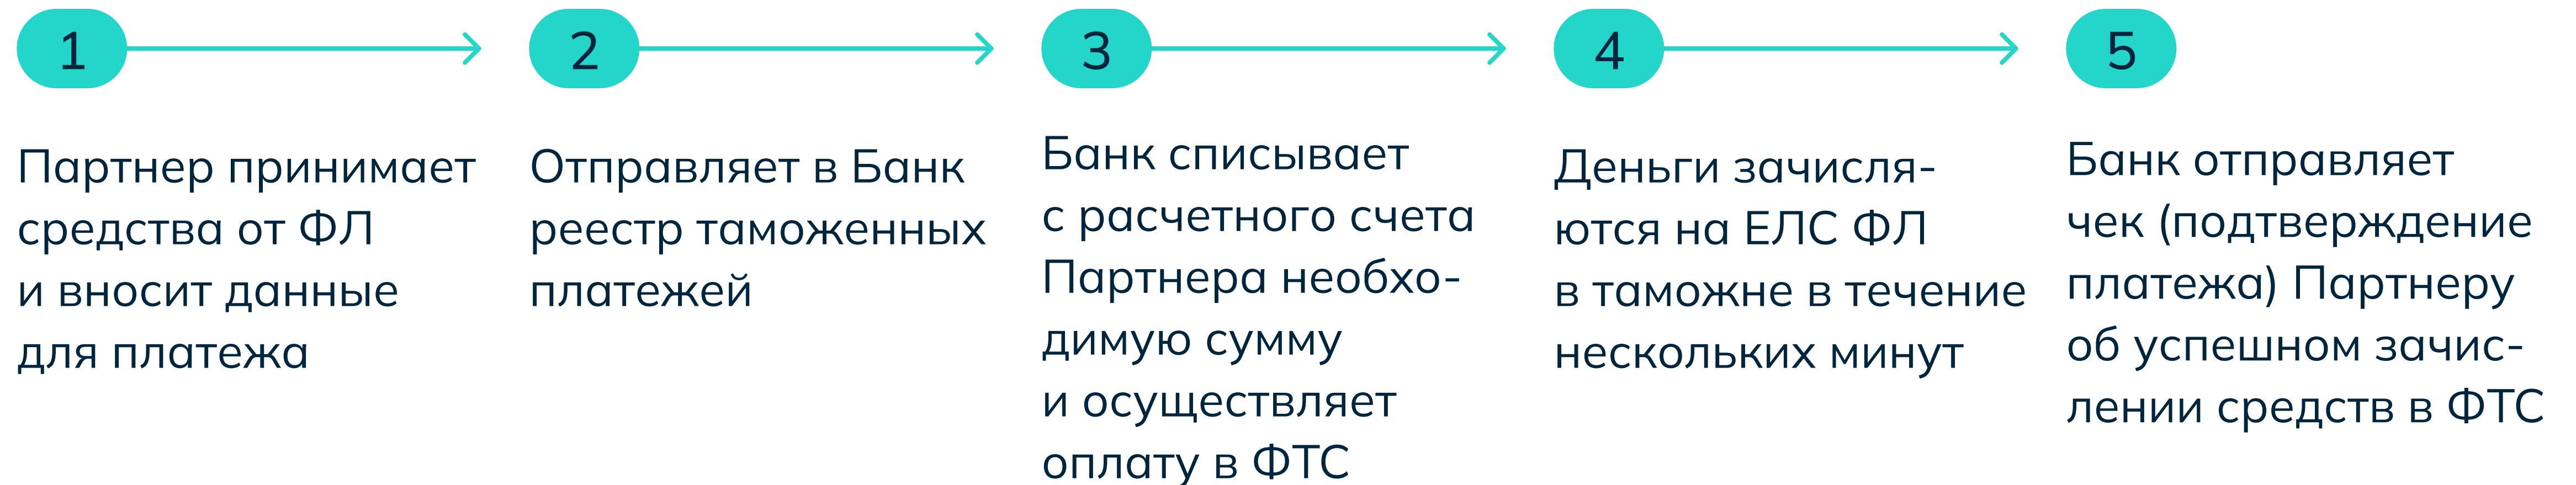 1
Партнер принимает
средства от ФЛ
и вносит данные
для платежа
2
Отправляет в Банк
реестр таможенных
платежей
3
Банк списывает
с расчетного счета
Партнера необхо-
димую сумму
и осуществляет
оплату в ФТС
4
Деньги зачисля-
ются на ЕЛС ФЛ
в таможне в течение
нескольких минут
5
Банк отправляет
чек (подтверждение
платежа) Партнеру
об успешном зачис-
лении средств в ФТС